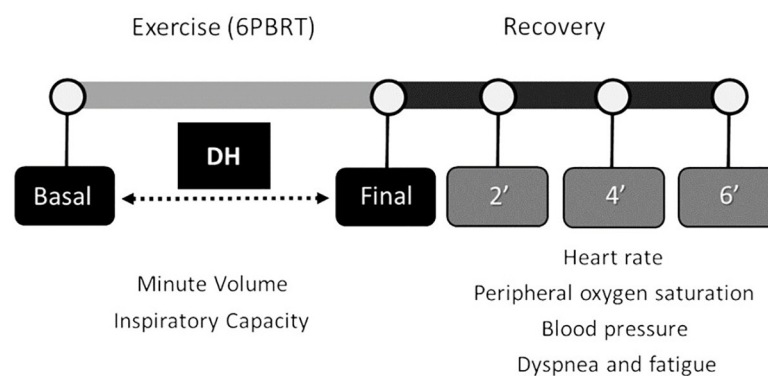 Exercise (6PBRT)
Recovery
DH
Basal
Final
2'
4'
6'
Minute Volume
Inspiratory Capacity
Heart rate
Peripheral oxygen saturation
Blood pressure
Dyspnea and fatigue